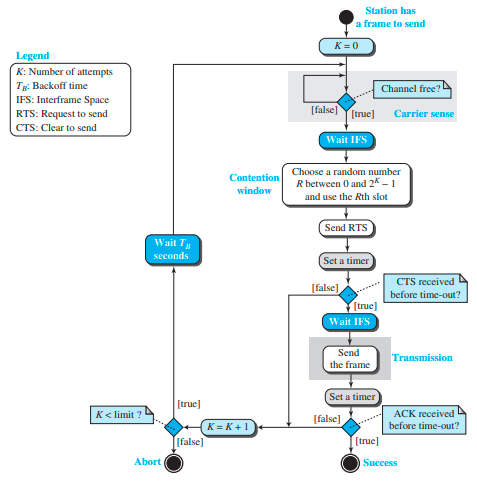 Station has
a frame to send
K = 0
Legend
K: Number of attempts
T_B: Backoff time
IFS: Interframe Space
RTS: Request to send
CTS: Clear to send
Channel free?
[false]
[true]
Carrier sense
Wait IFS
Contention
window
Choose a random number
R between 0 and 2^K – 1
and use the Rth slot
Send RTS
Wait T_B
seconds
Set a timer
CTS received
before time-out?
[false]
[true]
Wait IFS
Send
the frame
Transmission
Set a timer
[true]
K < limit ?
K = K + 1
[false]
ACK received
before time-out?
[false]
[true]
Abort
Success